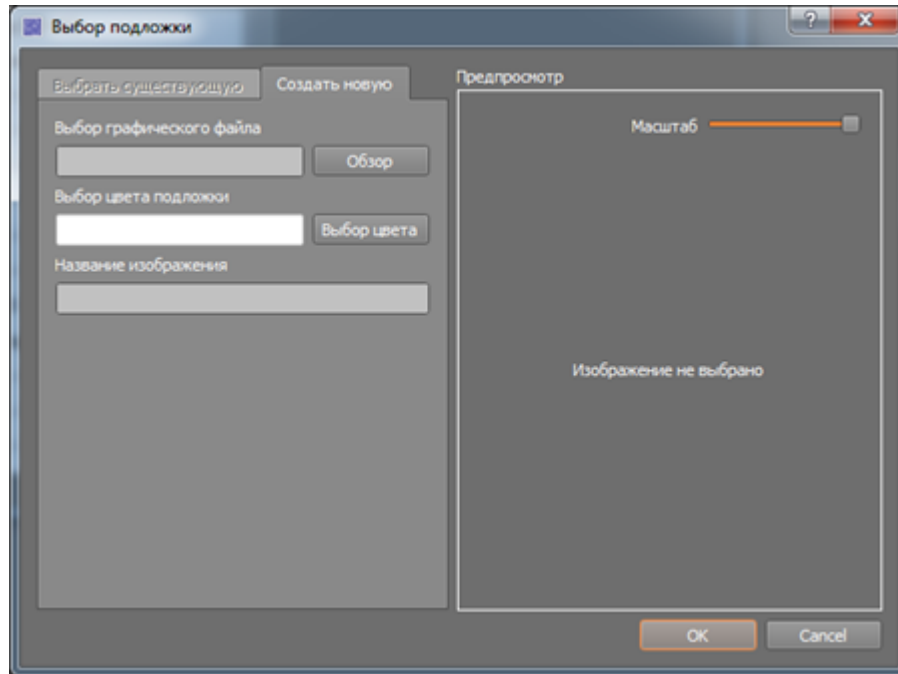 Выбор подложки
Выбрать существующую
Создать новую
Предпросмотр
Выбор графического файла
Обзор
Выбор цвета подложки
Выбор цвета
Название изображения
Масштаб
Изображение не выбрано
OK
Cancel